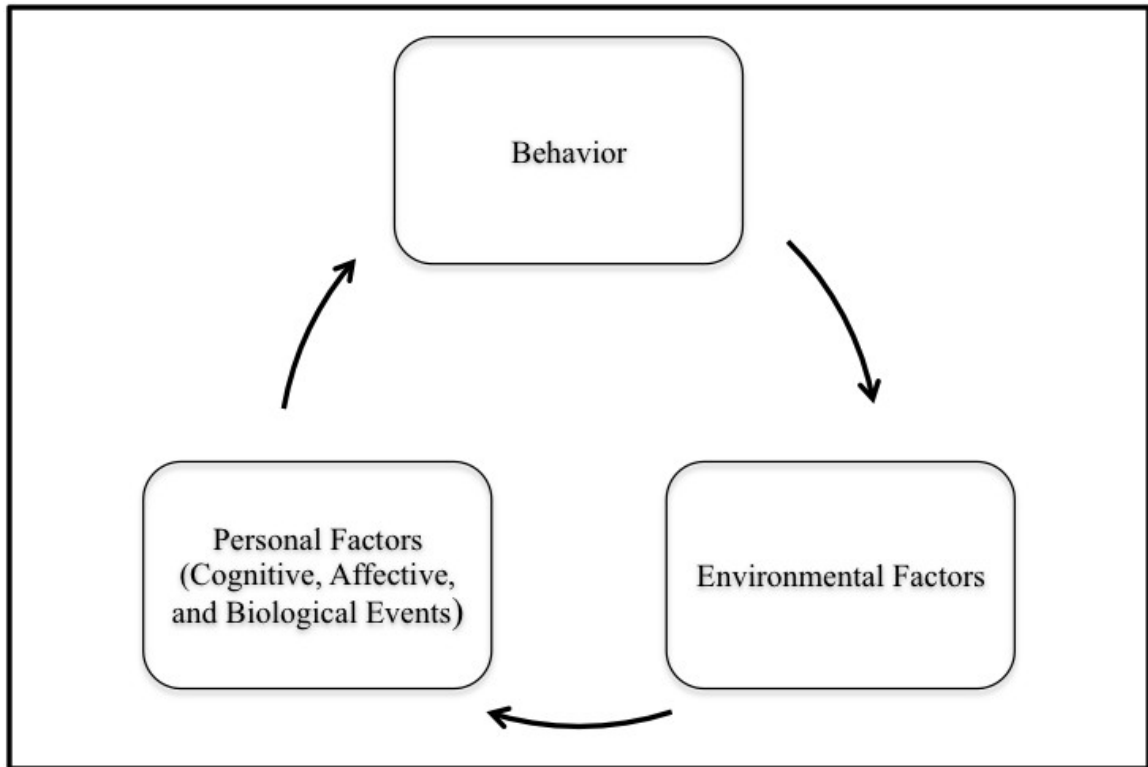 Behavior
Personal Factors
(Cognitive, Affective,
and Biological Events)
Environmental Factors